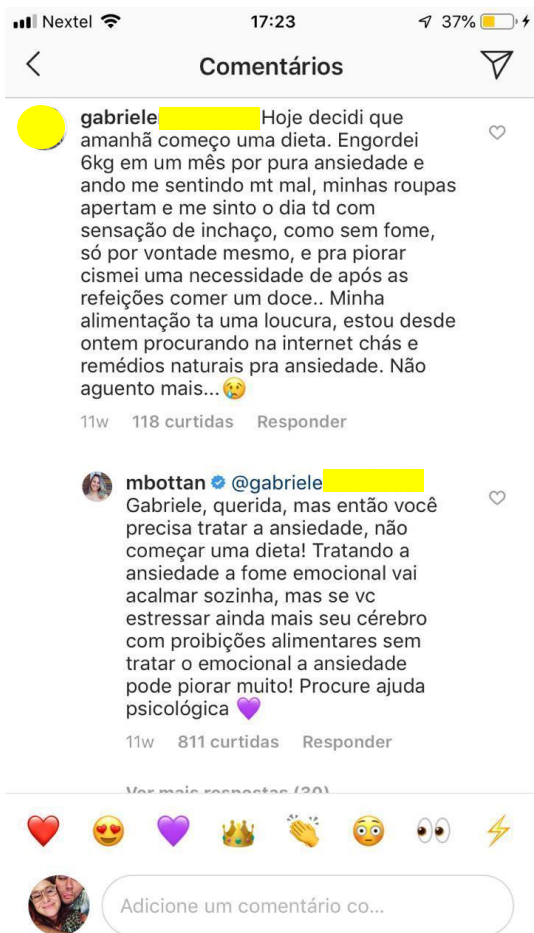 Nextel 17:23 37%
Comentários
gabriele Hoje decidi que
amanhã começo uma dieta. Engordei
6kg em um mês por pura ansiedade e
ando me sentindo mt mal, minhas roupas
apertam e me sinto o dia td com
sensação de inchaço, como sem fome,
só por vontade mesmo, e pra piorar
cismei uma necessidade de após as
refeições comer um doce.. Minha
alimentação ta uma loucura, estou desde
ontem procurando na internet chás e
remédios naturais pra ansiedade. Não
aguento mais...😢
11w 118 curtidas Responder
mbottan @gabriele
Gabriele, querida, mas então você
precisa tratar a ansiedade, não
começar uma dieta! Tratando a
ansiedade a fome emocional vai
acalmar sozinha, mas se vc
estressar ainda mais seu cérebro
com proibições alimentares sem
tratar o emocional a ansiedade
pode piorar muito! Procure ajuda
psicológica 💜
11w 811 curtidas Responder
Ver mais respostas (30)
Adicione um comentário co...